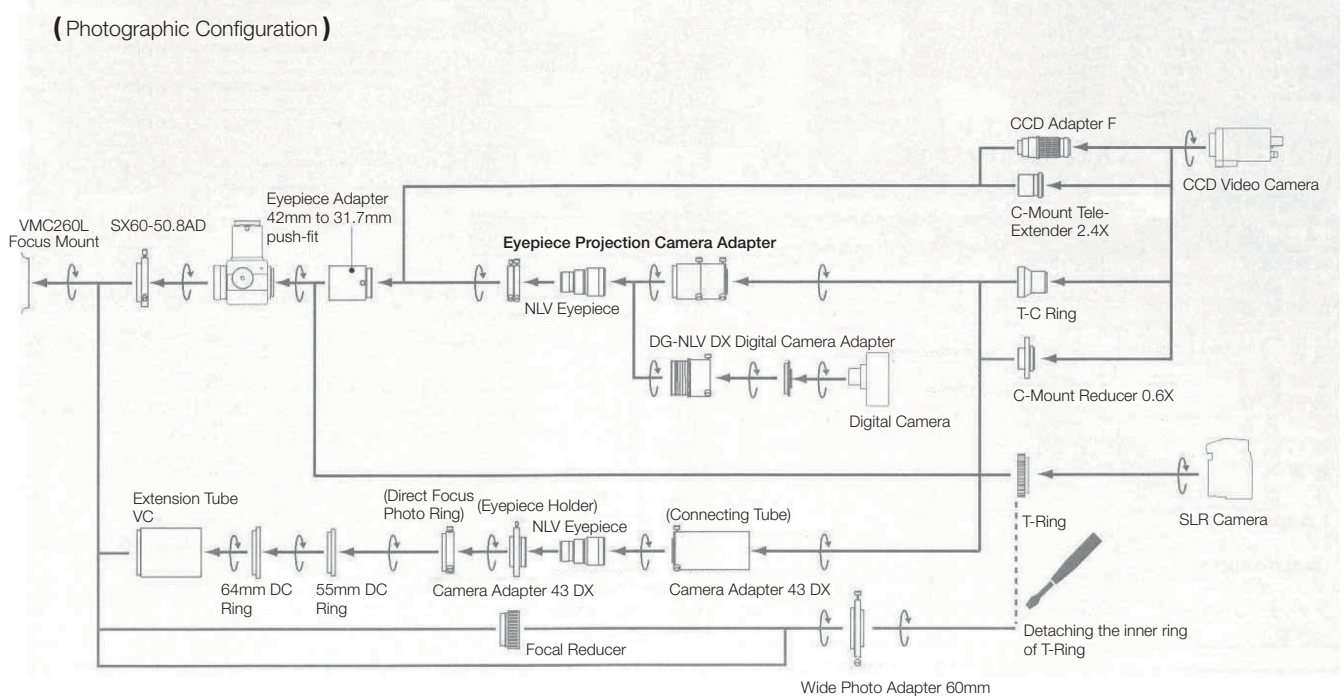 ( Photographic Configuration )
CCD Adapter F
CCD Video Camera
C-Mount Tele-
Extender 2.4X
VMC260L
Focus Mount
SX60-50.8AD
Eyepiece Adapter
42mm to 31.7mm
push-fit
Eyepiece Projection Camera Adapter
NLV Eyepiece
T-C Ring
DG-NLV DX Digital Camera Adapter
Digital Camera
C-Mount Reducer 0.6X
T-Ring
SLR Camera
Extension Tube
VC
64mm DC
Ring
55mm DC
Ring
(Direct Focus
Photo Ring)
(Eyepiece Holder)
NLV Eyepiece
Camera Adapter 43 DX
(Connecting Tube)
Camera Adapter 43 DX
Focal Reducer
Detaching the inner ring
of T-Ring
Wide Photo Adapter 60mm